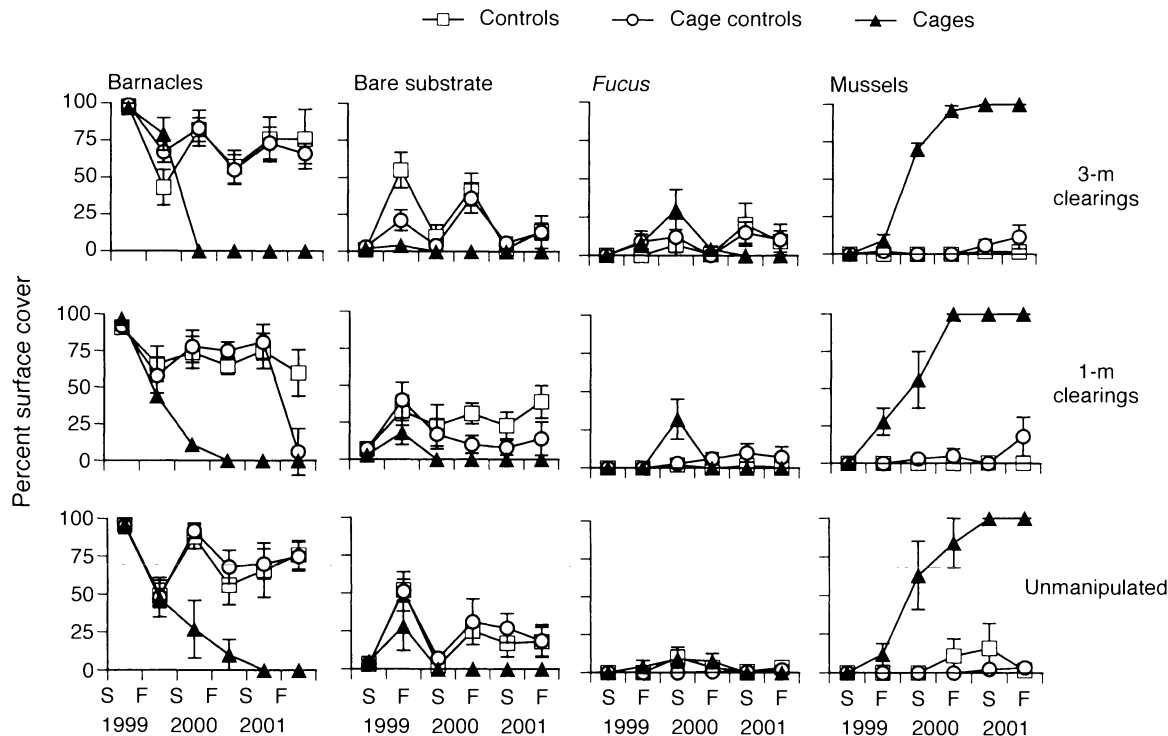 Controls Cage controls Cages
Barnacles Bare substrate Fucus Mussels
100
75
50
25
0
3-m
clearings
Percent surface cover
100
75
50
25
0
1-m
clearings
100
75
50
25
0
Unmanipulated
S F S F S F S F S F S F S F S F S F S F S F S F
1999 2000 2001 1999 2000 2001 1999 2000 2001 1999 2000 2001